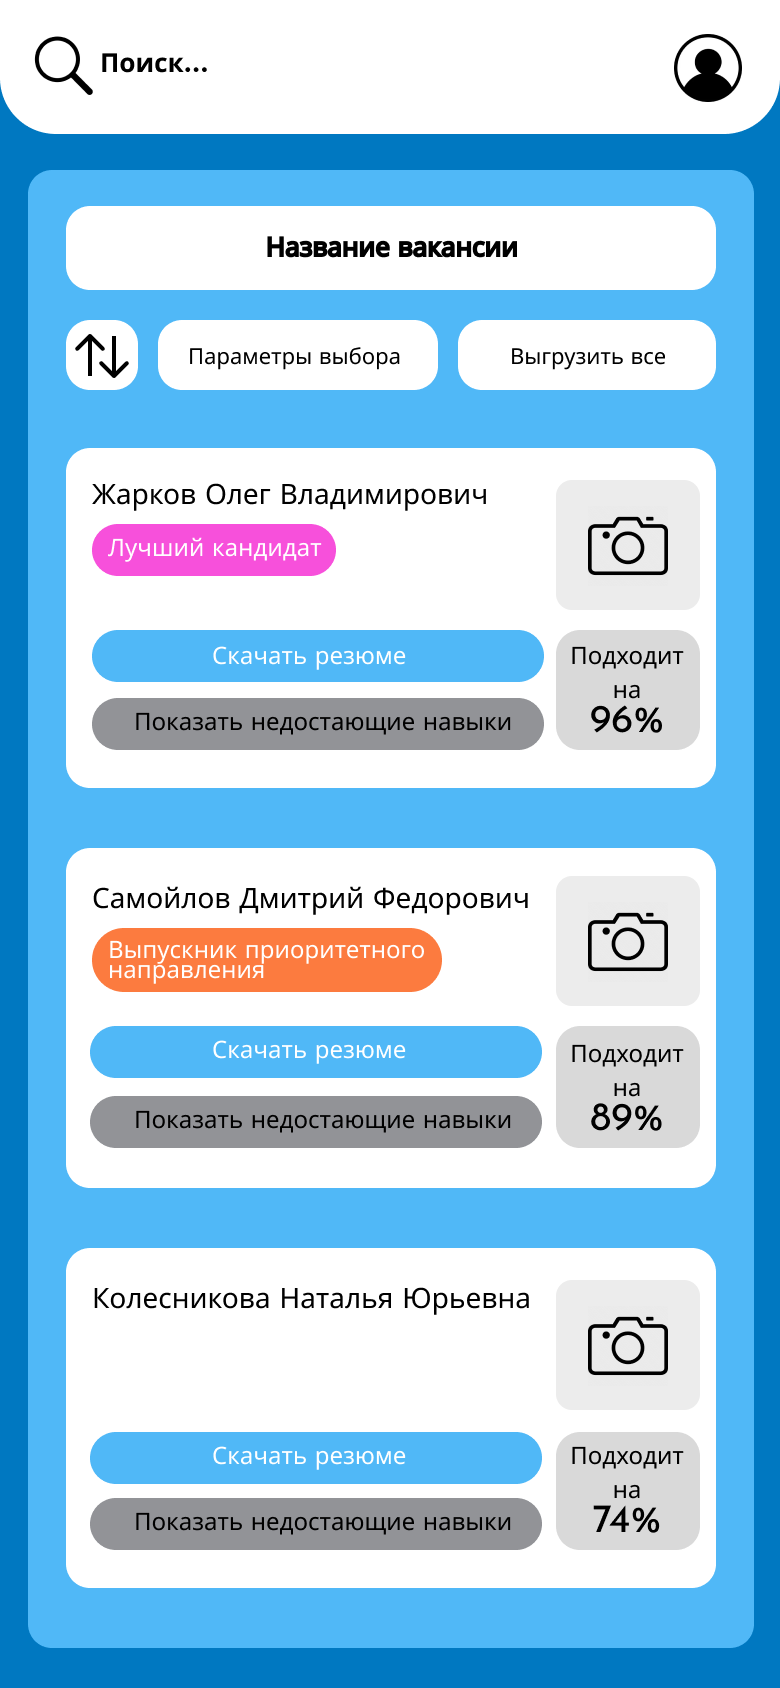 Поиск...
Название вакансии
Параметры выбора
Выгрузить все
Жарков Олег Владимирович
Лучший кандидат
Скачать резюме
Показать недостающие навыки
Подходит
на
96%
Самойлов Дмитрий Федорович
Выпускник приоритетного
направления
Скачать резюме
Показать недостающие навыки
Подходит
на
89%
Колесникова Наталья Юрьевна
Скачать резюме
Показать недостающие навыки
Подходит
на
74%